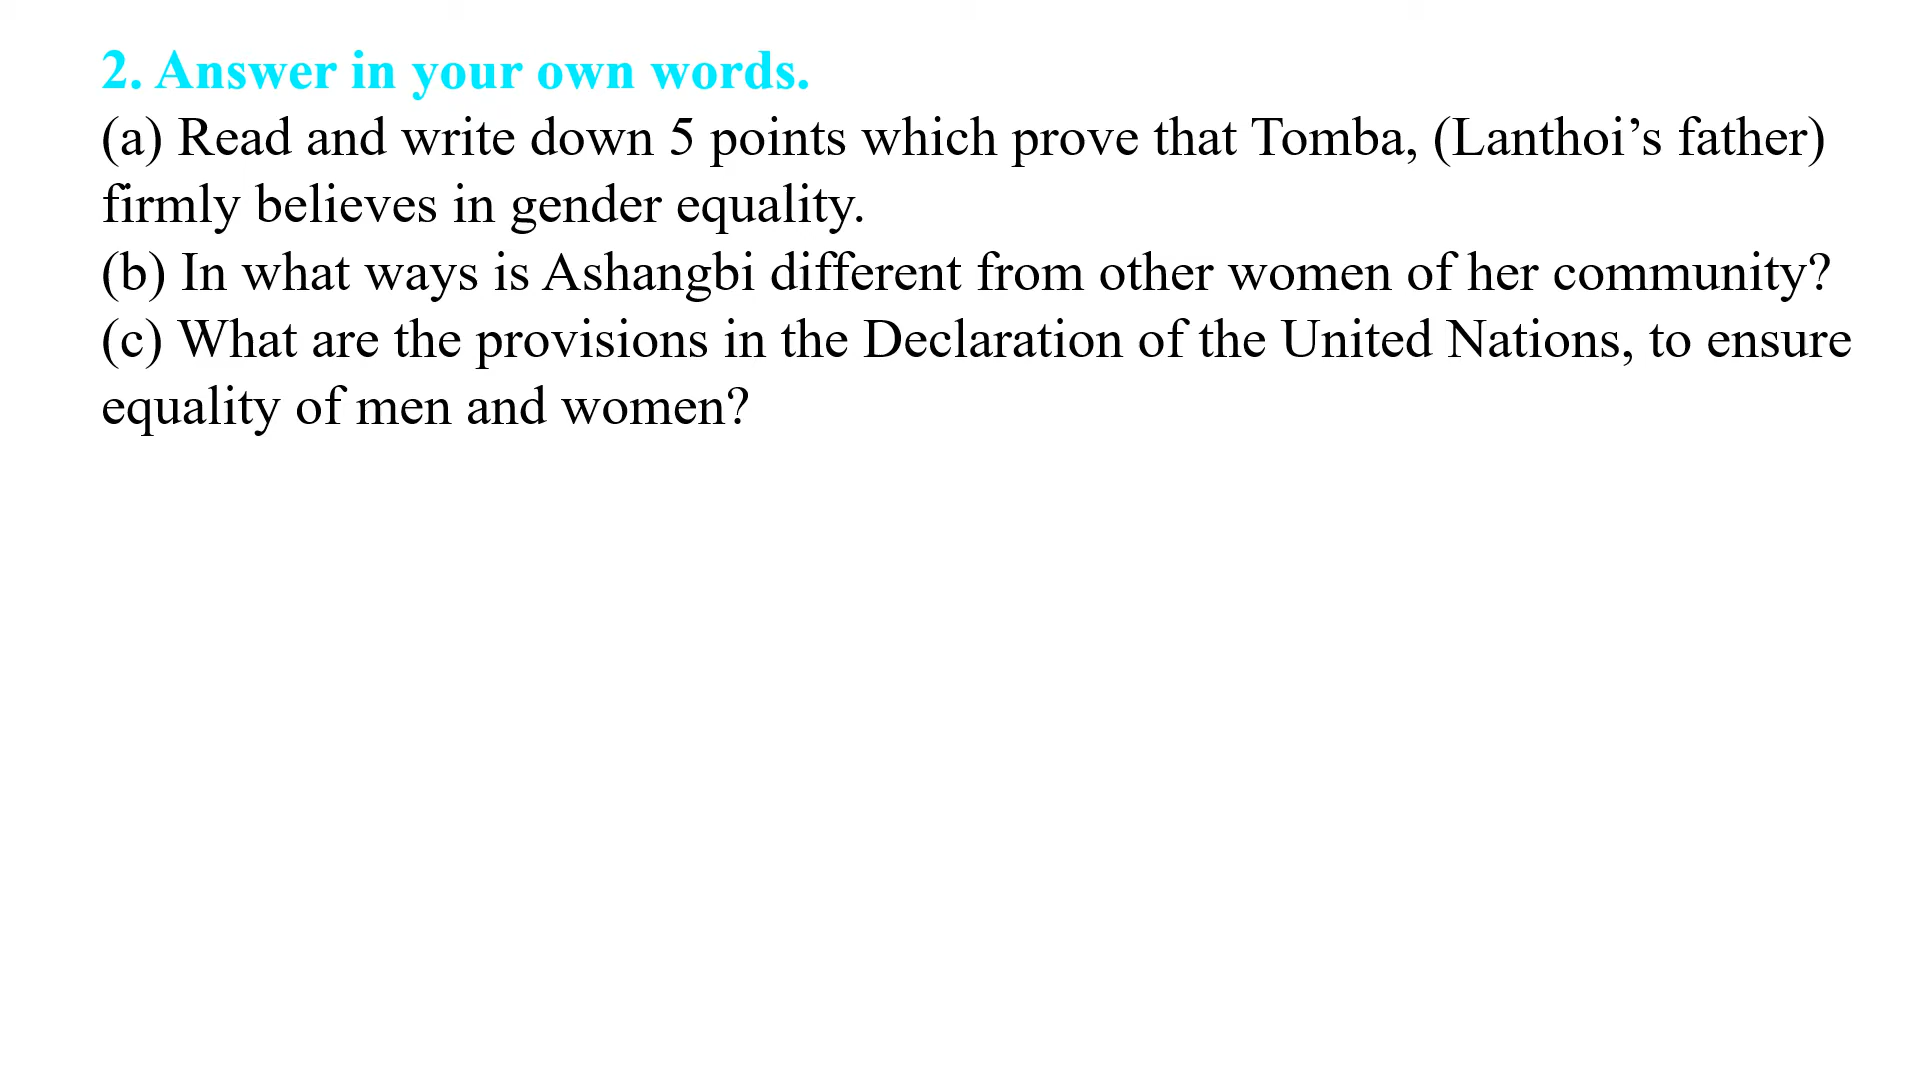 2. Answer in your own words.
(a) Read and write down 5 points which prove that Tomba, (Lanthoi’s father)
firmly believes in gender equality.
(b) In what ways is Ashangbi different from other women of her community?
(c) What are the provisions in the Declaration of the United Nations, to ensure
equality of men and women?